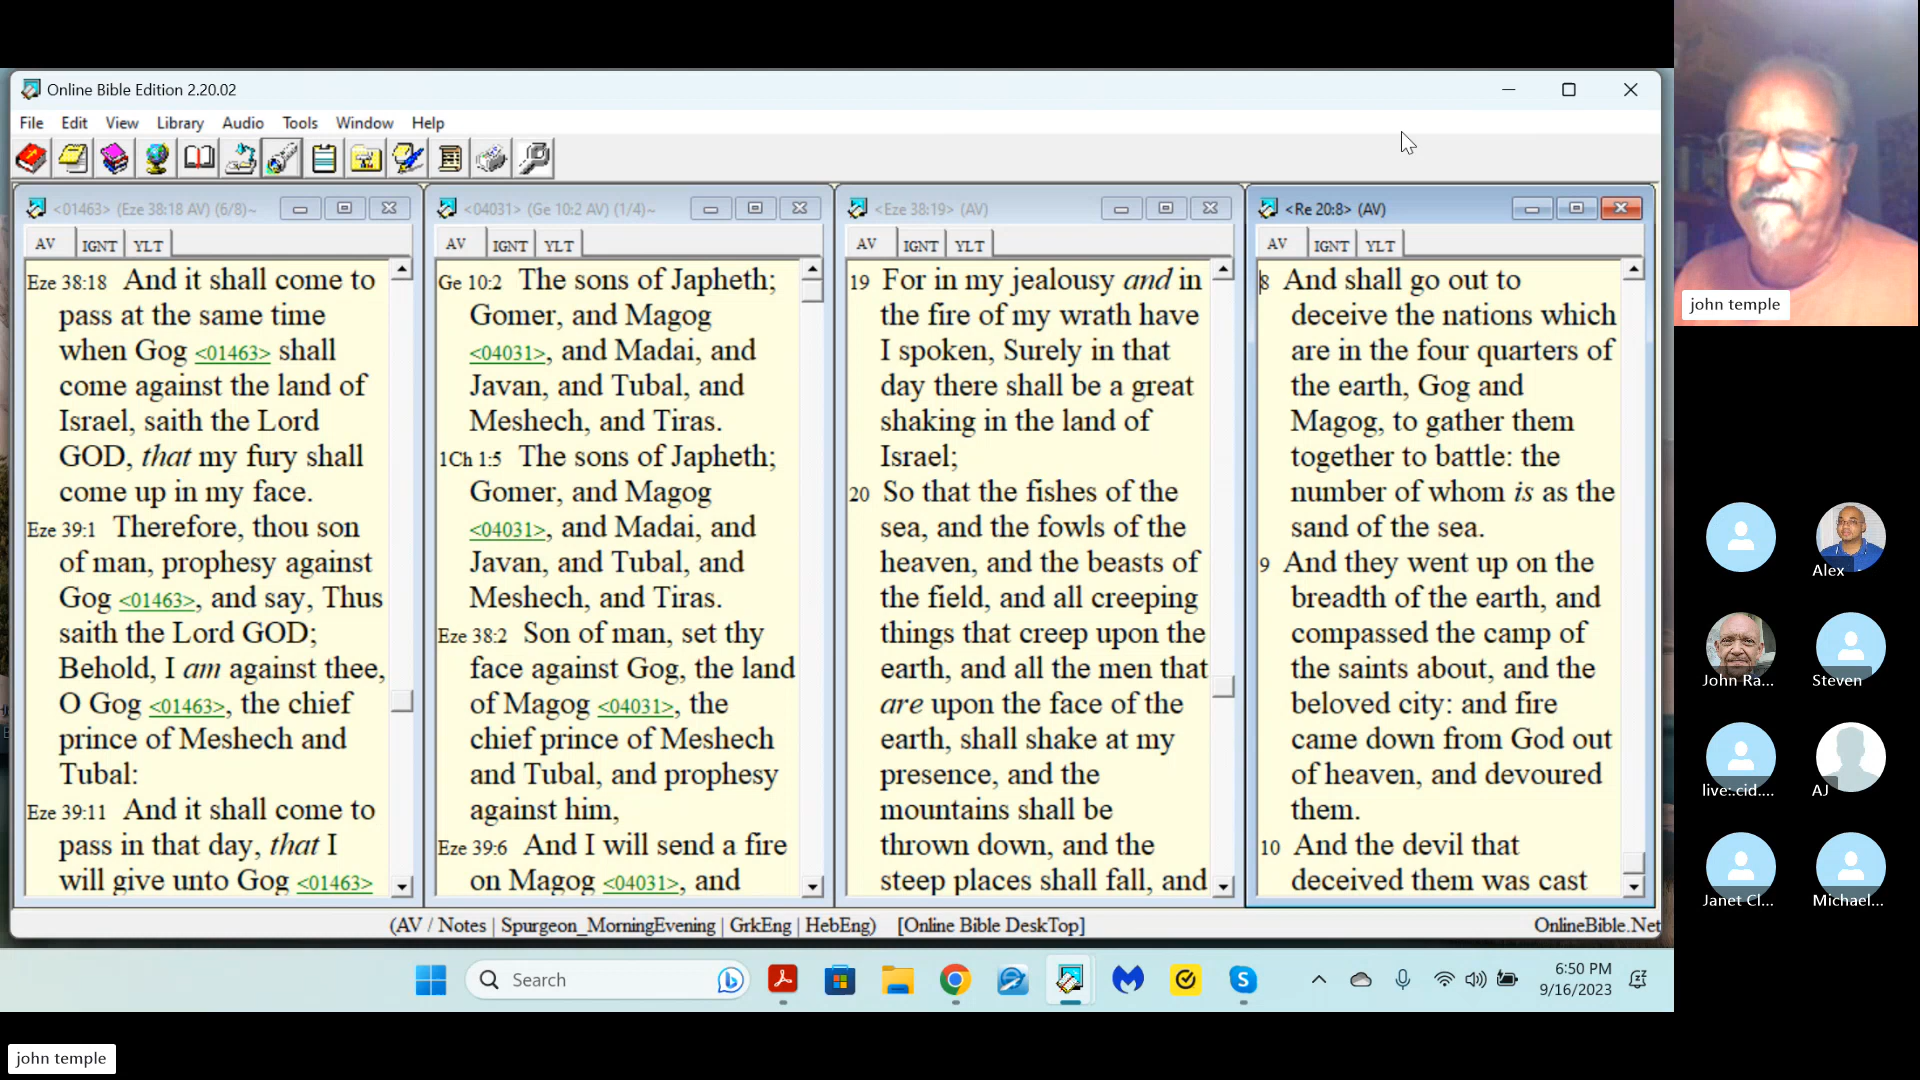 Online Bible Edition 2.20.02
File Edit View Library Audio Tools Window Help
<01463> (Eze 38:18 AV) (6/8)~
AV IGNT YLT
Eze 38:18 And it shall come to
pass at the same time
when Gog <01463> shall
come against the land of
Israel, saith the Lord
GOD, that my fury shall
come up in my face.
Eze 39:1 Therefore, thou son
of man, prophesy against
Gog <01463>, and say, Thus
saith the Lord GOD;
Behold, I am against thee,
O Gog <01463>, the chief
prince of Meshech and
Tubal:
Eze 39:11 And it shall come to
pass in that day, that I
will give unto Gog <01463>
<04031> (Ge 10:2 AV) (1/4)~
AV IGNT YLT
Ge 10:2 The sons of Japheth;
Gomer, and Magog
<04031>, and Madai, and
Javan, and Tubal, and
Meshech, and Tiras.
1Ch 1:5 The sons of Japheth;
Gomer, and Magog
<04031>, and Madai, and
Javan, and Tubal, and
Meshech, and Tiras.
Eze 38:2 Son of man, set thy
face against Gog, the land
of Magog <04031>, the
chief prince of Meshech
and Tubal, and prophesy
against him,
Eze 39:6 And I will send a fire
on Magog <04031>, and
<Eze 38:19> (AV)
AV IGNT YLT
19 For in my jealousy and in
the fire of my wrath have
I spoken, Surely in that
day there shall be a great
shaking in the land of
Israel;
20 So that the fishes of the
sea, and the fowls of the
heaven, and the beasts of
the field, and all creeping
things that creep upon the
earth, and all the men that
are upon the face of the
earth, shall shake at my
presence, and the
mountains shall be
thrown down, and the
steep places shall fall, and
<Re 20:8> (AV)
AV IGNT YLT
8 And shall go out to
deceive the nations which
are in the four quarters of
the earth, Gog and
Magog, to gather them
together to battle: the
number of whom is as the
sand of the sea.
9 And they went up on the
breadth of the earth, and
compassed the camp of
the saints about, and the
beloved city: and fire
came down from God out
of heaven, and devoured
them.
10 And the devil that
deceived them was cast
(AV / Notes | Spurgeon_MorningEvening | GrkEng | HebEng) [Online Bible DeskTop]
OnlineBible.Net
Search
6:50 PM
9/16/2023
john temple
Alex
John Ra...
Steven
live:.cid....
AJ
Janet Cl...
Michael...
john temple